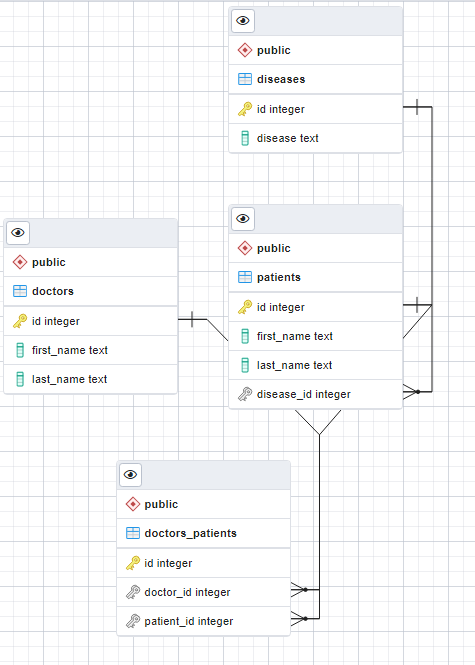 public
diseases
id integer
disease text
public
patients
id integer
first_name text
last_name text
disease_id integer
public
doctors
id integer
first_name text
last_name text
public
doctors_patients
id integer
doctor_id integer
patient_id integer